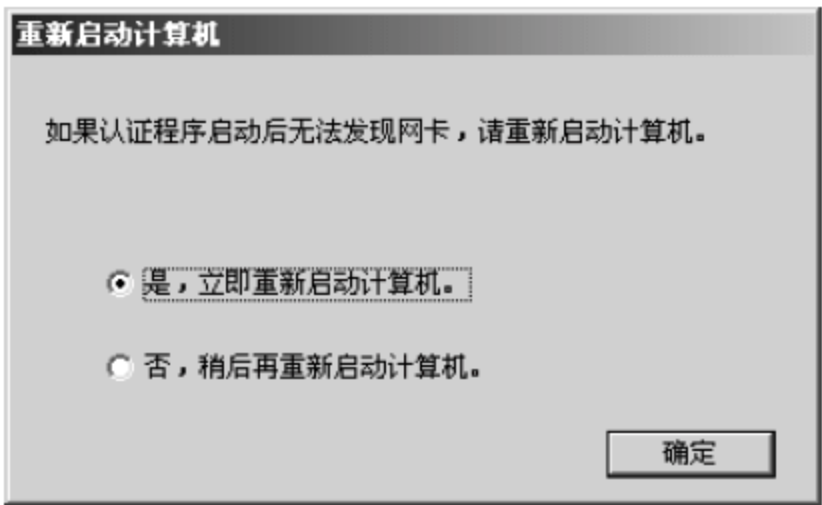 重新启动计算机
如果认证程序启动后无法发现网卡，请重新启动计算机。
是，立即重新启动计算机。
否，稍后再重新启动计算机。
确定